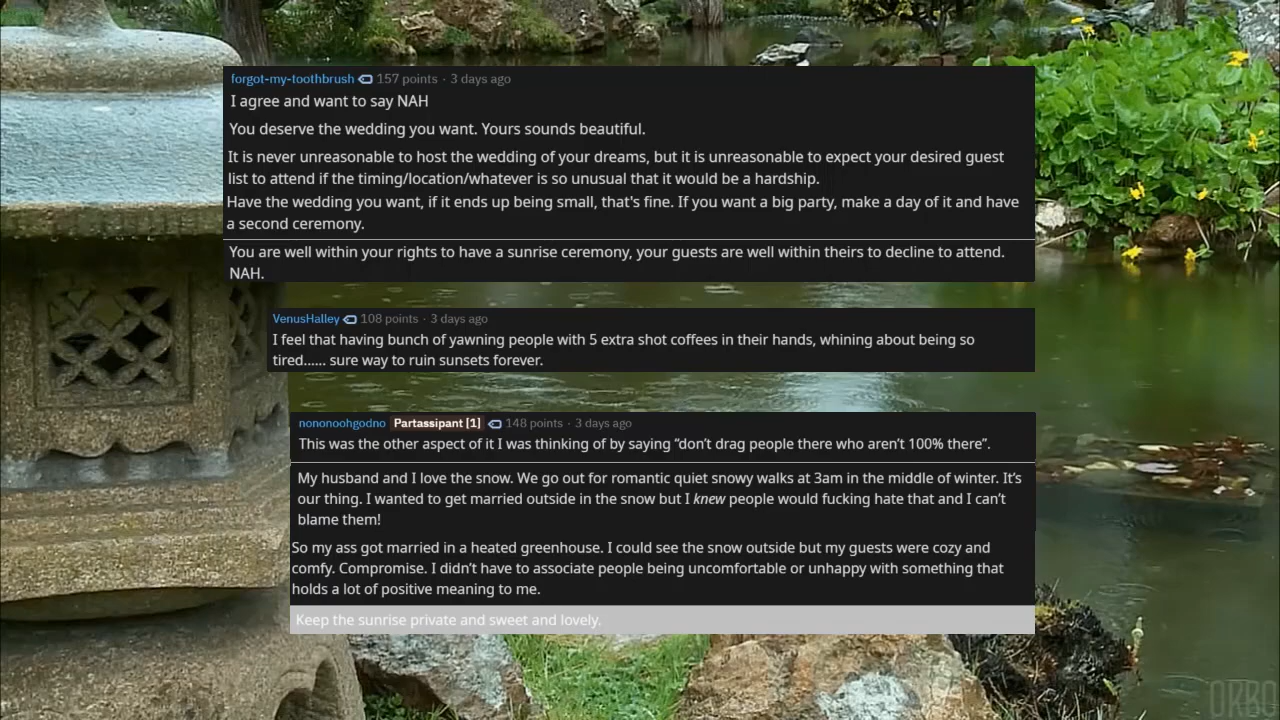 forgot-my-toothbrush 157 points · 3 days ago
I agree and want to say NAH
You deserve the wedding you want. Yours sounds beautiful.
It is never unreasonable to host the wedding of your dreams, but it is unreasonable to expect your desired guest
list to attend if the timing/location/whatever is so unusual that it would be a hardship.
Have the wedding you want, if it ends up being small, that's fine. If you want a big party, make a day of it and have
a second ceremony.
You are well within your rights to have a sunrise ceremony, your guests are well within theirs to decline to attend.
NAH.
VenusHalley 108 points · 3 days ago
I feel that having bunch of yawning people with 5 extra shot coffees in their hands, whining about being so
tired...... sure way to ruin sunsets forever.
nononoohgodno Partassipant [1] 148 points · 3 days ago
This was the other aspect of it I was thinking of by saying “don’t drag people there who aren’t 100% there”.
My husband and I love the snow. We go out for romantic quiet snowy walks at 3am in the middle of winter. It’s
our thing. I wanted to get married outside in the snow but I knew people would fucking hate that and I can’t
blame them!
So my ass got married in a heated greenhouse. I could see the snow outside but my guests were cozy and
comfy. Compromise. I didn’t have to associate people being uncomfortable or unhappy with something that
holds a lot of positive meaning to me.
Keep the sunrise private and sweet and lovely.
OKBO